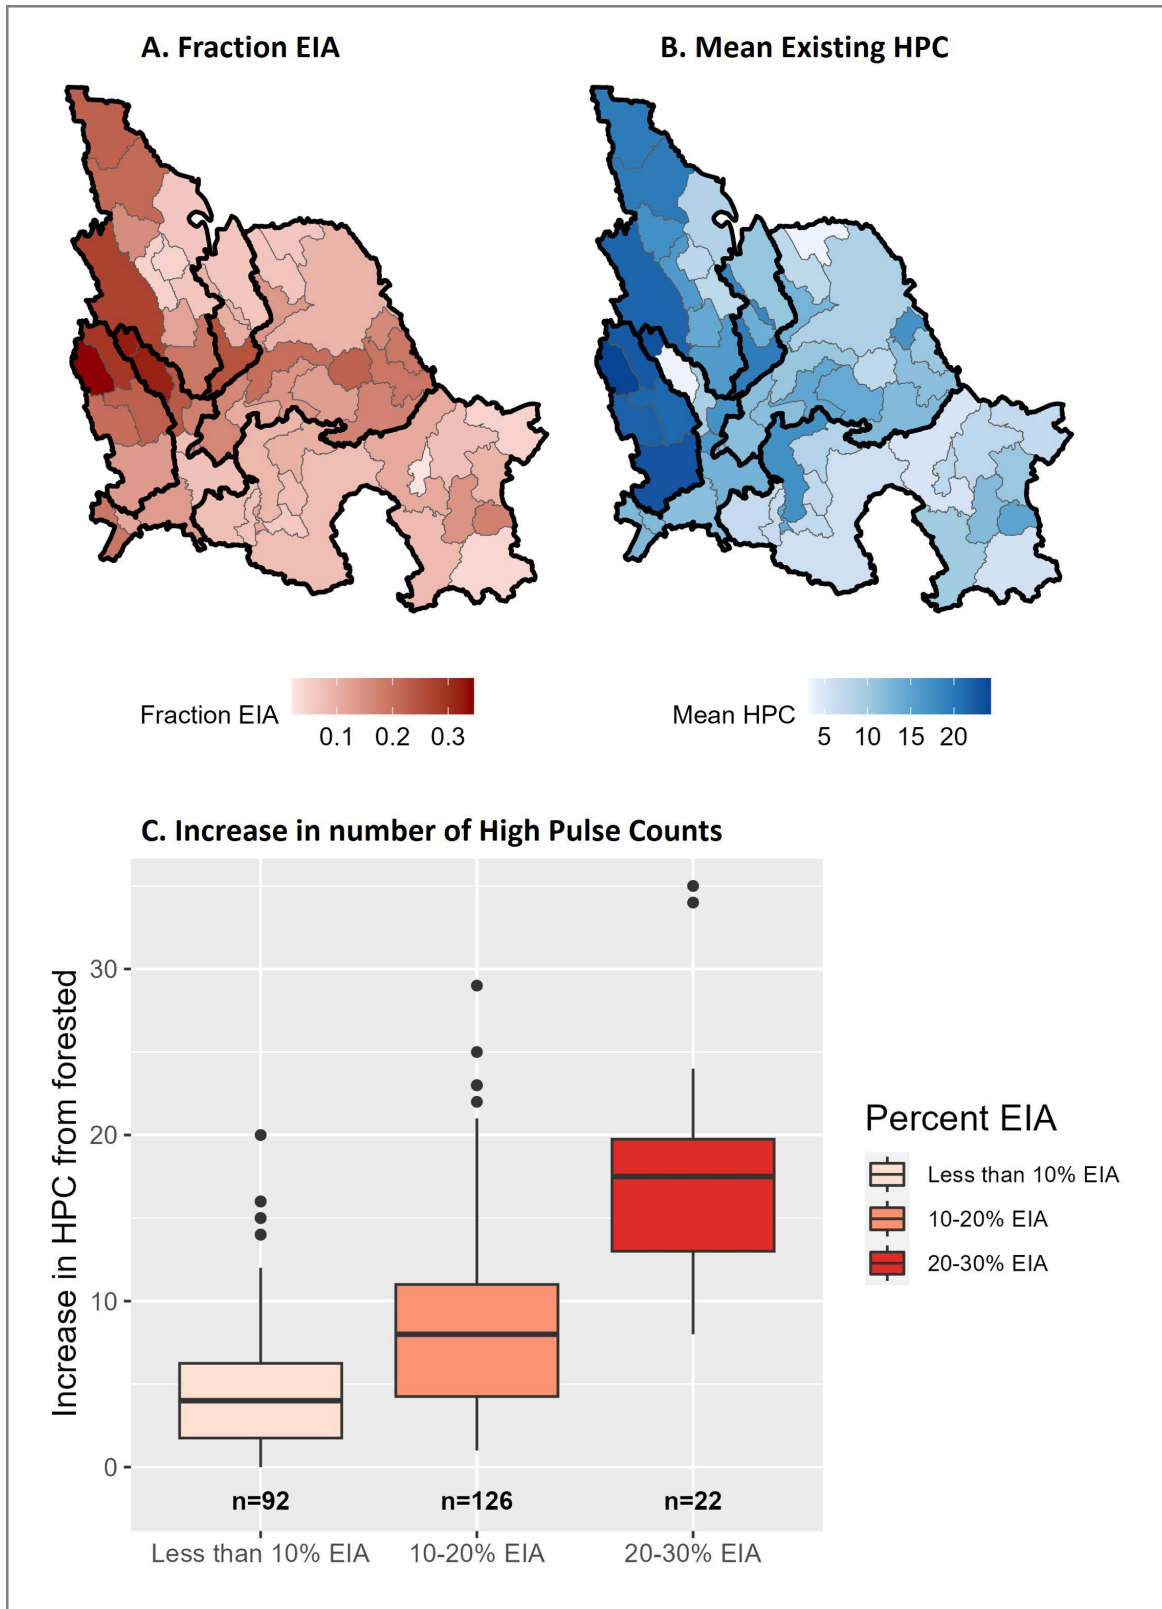 A. Fraction EIA
B. Mean Existing HPC
Fraction EIA
0.1 0.2 0.3
Mean HPC
5 10 15 20
C. Increase in number of High Pulse Counts
Increase in HPC from forested
30
20
10
0
n=92
n=126
n=22
Less than 10% EIA
10-20% EIA
20-30% EIA
Percent EIA
Less than 10% EIA
10-20% EIA
20-30% EIA